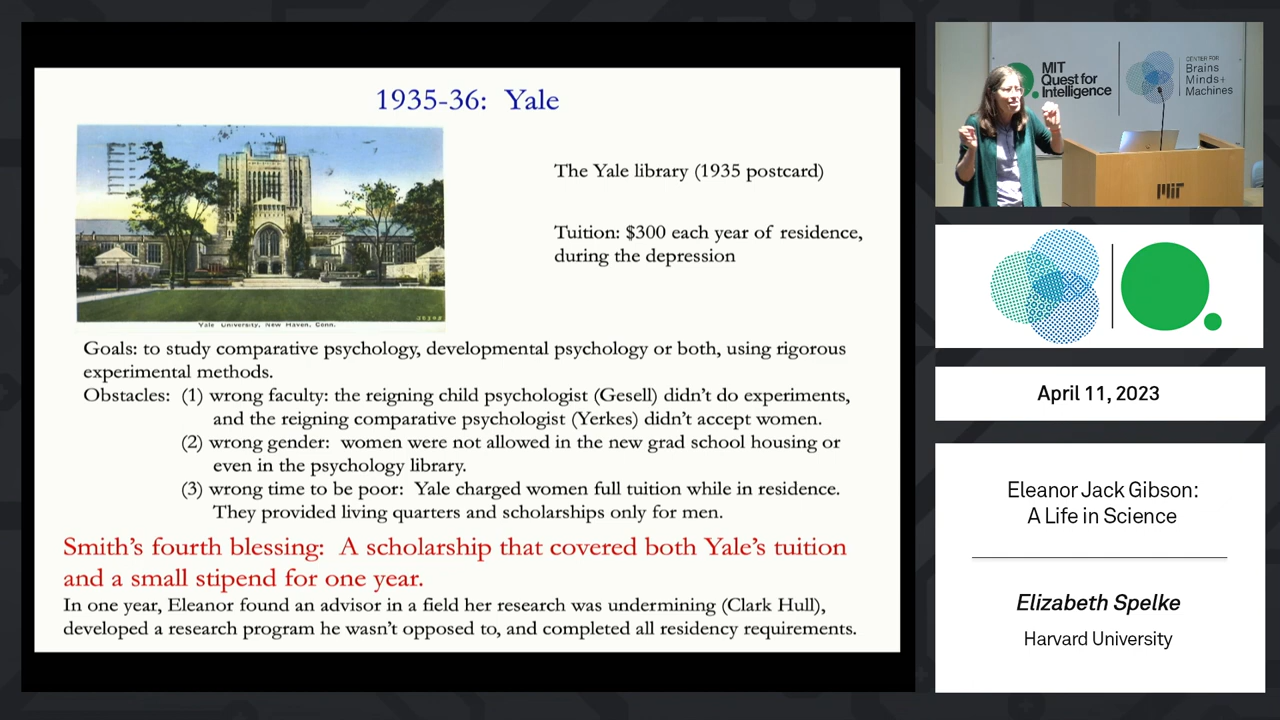 1935-36: Yale
The Yale library (1935 postcard)
Tuition: $300 each year of residence,
during the depression
Yale University, New Haven, Conn.
Goals: to study comparative psychology, developmental psychology or both, using rigorous
experimental methods.
Obstacles: (1) wrong faculty: the reigning child psychologist (Gesell) didn't do experiments,
and the reigning comparative psychologist (Yerkes) didn't accept women.
(2) wrong gender: women were not allowed in the new grad school housing or
even in the psychology library.
(3) wrong time to be poor: Yale charged women full tuition while in residence.
They provided living quarters and scholarships only for men.
Smith's fourth blessing: A scholarship that covered both Yale's tuition
and a small stipend for one year.
In one year, Eleanor found an advisor in a field her research was undermining (Clark Hull),
developed a research program he wasn't opposed to, and completed all residency requirements.
MIT
Quest for
Intelligence
CENTER FOR
Brains
Minds+
Machines
MIT
April 11, 2023
Eleanor Jack Gibson:
A Life in Science
Elizabeth Spelke
Harvard University